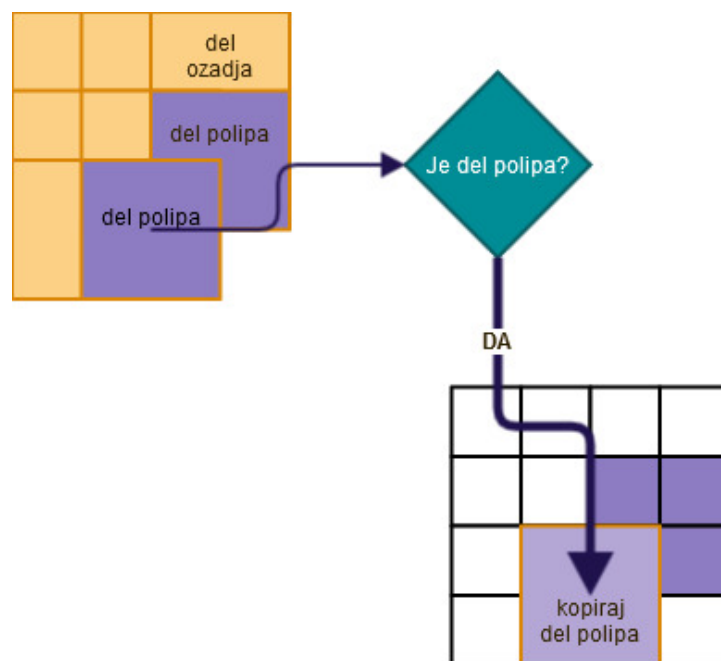 del
ozadja
del polipa
del polipa
Je del polipa?
DA
kopiraj
del polipa